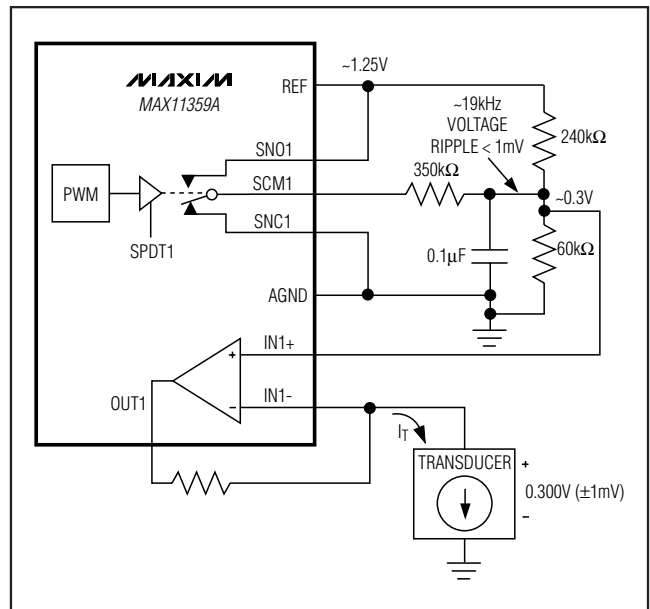 MAXIM
MAX11359A
REF
~1.25V
~19kHz
VOLTAGE
RIPPLE < 1mV
240kΩ
SNO1
350kΩ
PWM
SCM1
~0.3V
SNC1
SPDT1
0.1µF
60kΩ
AGND
IN1+
IN1-
OUT1
IT
TRANSDUCER
+
0.300V (±1mV)
-
+
-